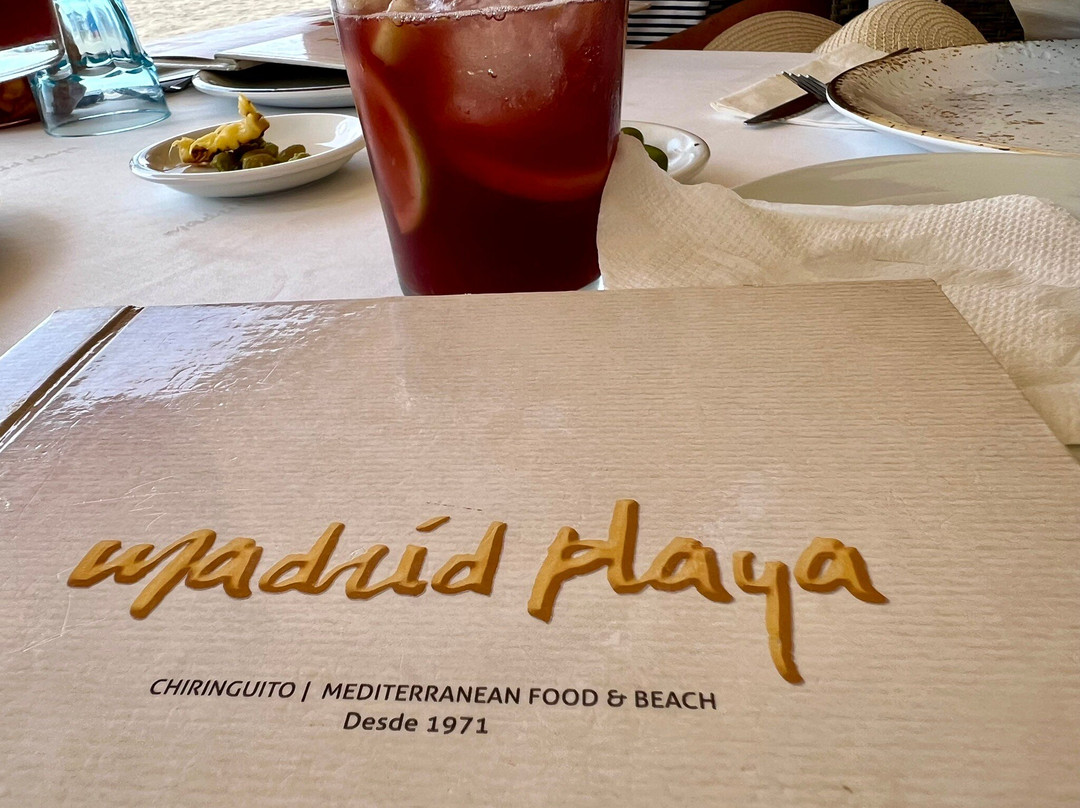 madrid playa
CHIRINGUITO | MEDITERRANEAN FOOD & BEACH
Desde 1971